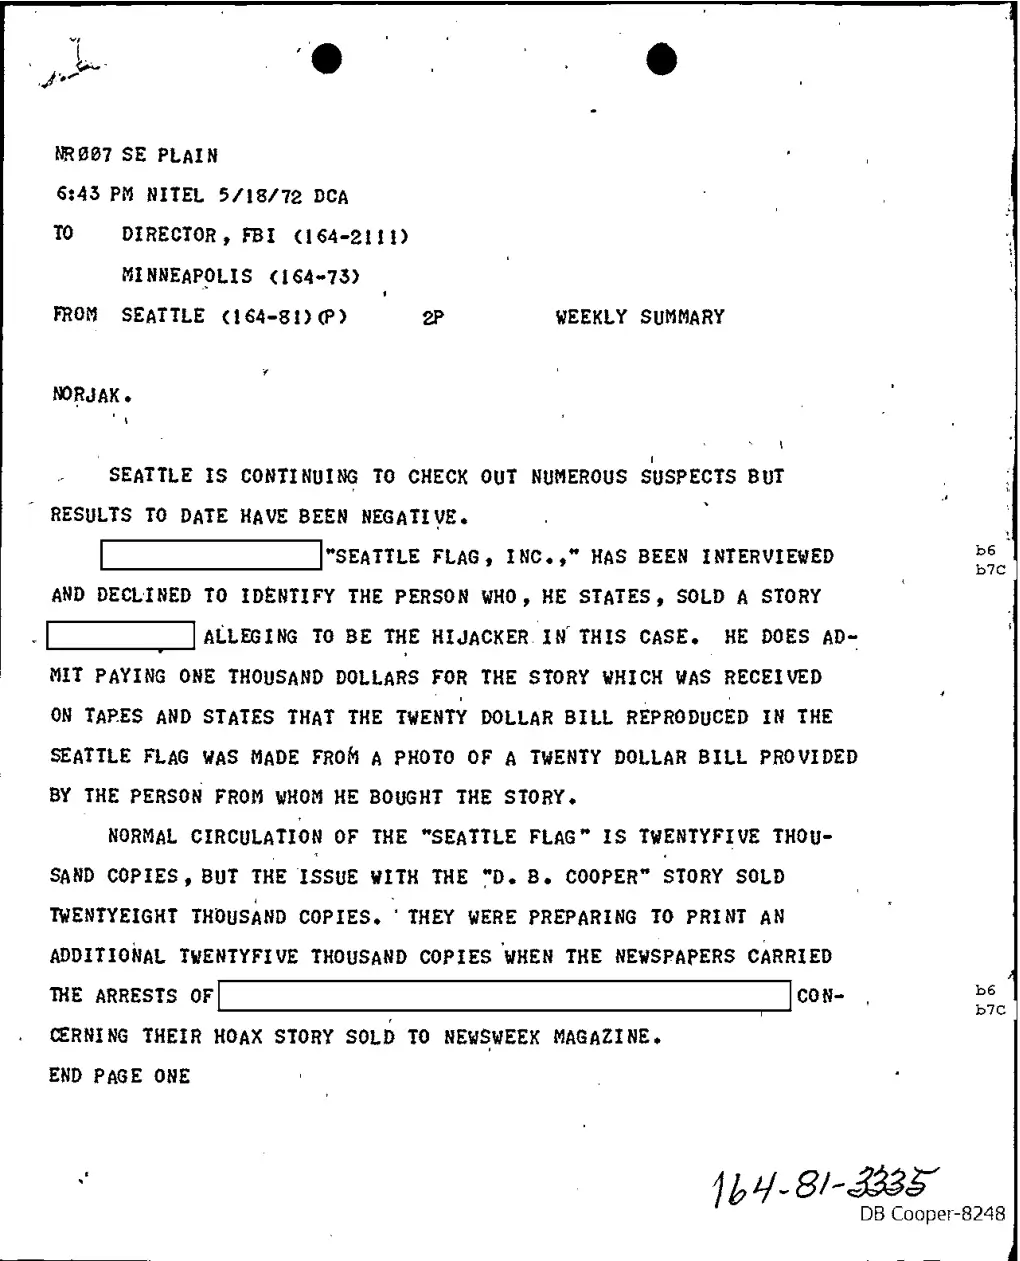 NR007 SE PLAIN
6:43 PM NITEL 5/18/72 DCA
TO DIRECTOR, FBI (164-2111)
MINNEAPOLIS (164-73)
FROM SEATTLE (164-81)(P) 2P WEEKLY SUMMARY
NORJAK.
SEATTLE IS CONTINUING TO CHECK OUT NUMEROUS SUSPECTS BUT
RESULTS TO DATE HAVE BEEN NEGATIVE.
"SEATTLE FLAG, INC.," HAS BEEN INTERVIEWED b6
b7C
AND DECLINED TO IDENTIFY THE PERSON WHO, HE STATES, SOLD A STORY
ALLEGING TO BE THE HIJACKER IN THIS CASE. HE DOES AD-
MIT PAYING ONE THOUSAND DOLLARS FOR THE STORY WHICH WAS RECEIVED
ON TAPES AND STATES THAT THE TWENTY DOLLAR BILL REPRODUCED IN THE
SEATTLE FLAG WAS MADE FROM A PHOTO OF A TWENTY DOLLAR BILL PROVIDED
BY THE PERSON FROM WHOM HE BOUGHT THE STORY.
NORMAL CIRCULATION OF THE "SEATTLE FLAG" IS TWENTYFIVE THOU-
SAND COPIES, BUT THE ISSUE WITH THE "D. B. COOPER" STORY SOLD
TWENTYEIGHT THOUSAND COPIES. THEY WERE PREPARING TO PRINT AN
ADDITIONAL TWENTYFIVE THOUSAND COPIES WHEN THE NEWSPAPERS CARRIED
THE ARRESTS OF CON- b6
b7C
CERNING THEIR HOAX STORY SOLD TO NEWSWEEK MAGAZINE.
END PAGE ONE
164-81-3335
DB Cooper-8248